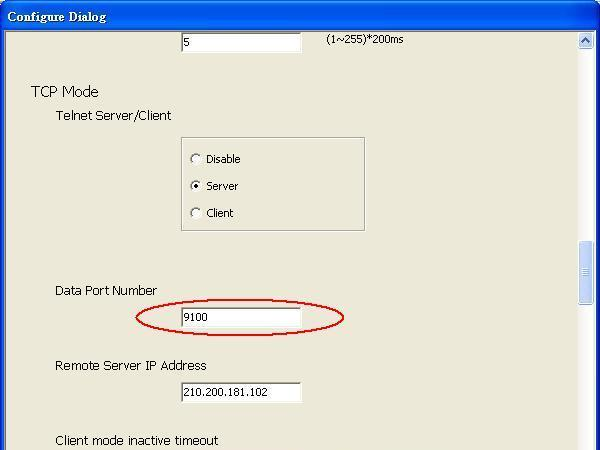 Configure Dialog
5 (1~255)*200ms
TCP Mode
Telnet Server/Client
Disable
Server
Client
Data Port Number
9100
Remote Server IP Address
210.200.181.102
Client mode inactive timeout